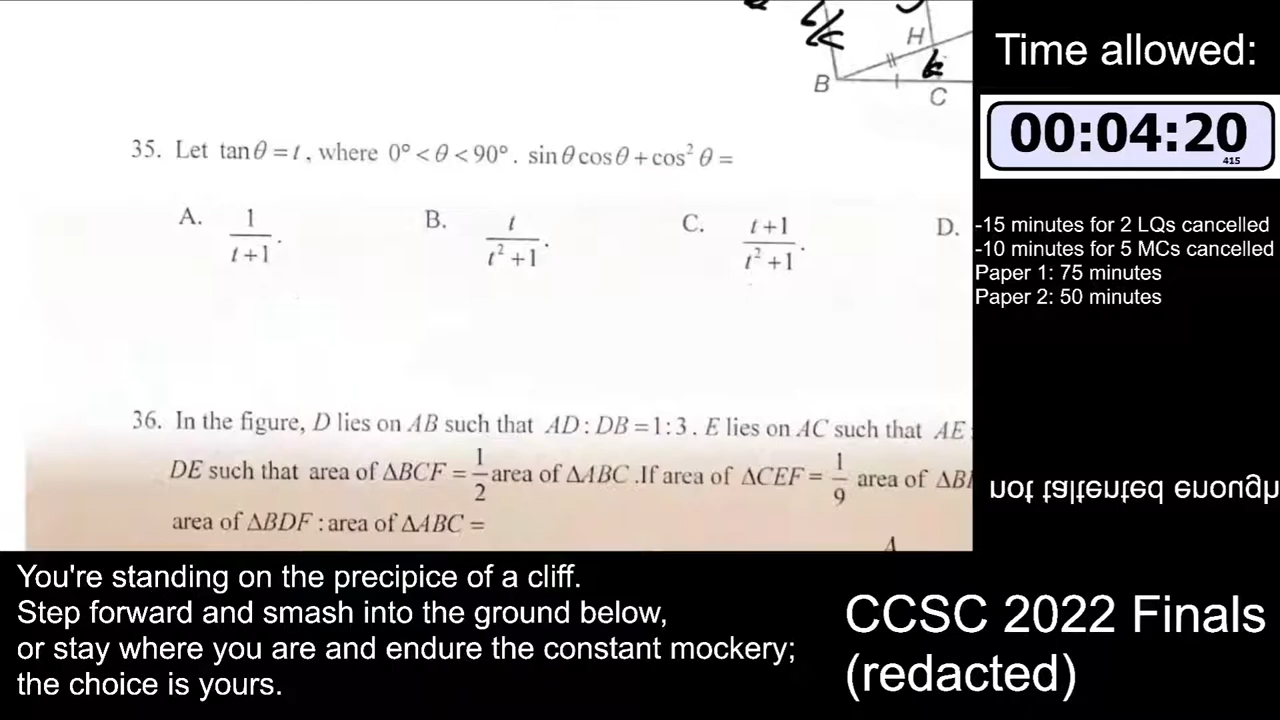 H
k
B
C
35. Let tanθ = t, where 0° < θ < 90°. sinθcosθ + cos² θ =
A. 1/(t+1).
B. t/(t²+1).
C. (t+1)/(t²+1).
D.
36. In the figure, D lies on AB such that AD : DB = 1 : 3. E lies on AC such that AE
DE such that area of ΔBCF = 1/2 area of ΔABC .If area of ΔCEF = 1/9 area of
area of ΔBDF : area of ΔABC =
A
Time allowed:
00:04:20
415
-15 minutes for 2 LQs cancelled
-10 minutes for 5 MCs cancelled
Paper 1: 75 minutes
Paper 2: 50 minutes
not taltented enough
You're standing on the precipice of a cliff.
Step forward and smash into the ground below,
or stay where you are and endure the constant mockery;
the choice is yours.
CCSC 2022 Finals
(redacted)